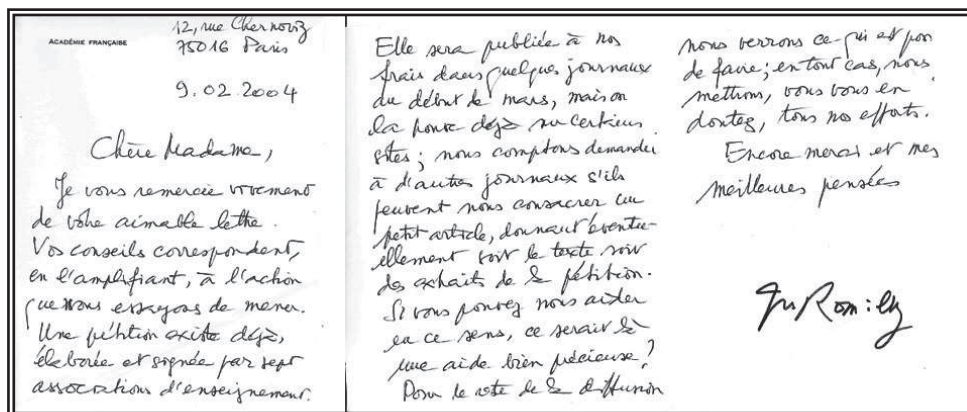 ACADÉMIE FRANÇAISE
12, rue Chernoviz
75016 Paris
9.02.2004
Chère Madame,
Je vous remercie vivement
de votre aimable lettre.
Vos conseils correspondent,
en l'amplifiant, à l'action
que nous essayons de mener.
Une pétition existe déjà,
élaborée et signée par sept
associations d'enseignement.
Elle sera publiée à nos
frais dans quelques journaux
du début de mars, mais on
la trouve déjà sur certains
sites ; nous comptons demander
à d'autres journaux s'ils
peuvent nous consacrer un
petit article, donnant éventu-
ellement soit le texte soit
des extraits de la pétition.
Si vous pouvez nous aider
en ce sens, ce serait là
une aide bien précieuse !
Pour le reste de la diffusion
nous verrons ce qui est bon
de faire ; en tout cas, nous
mettrons, vous vous en
doutez, tous nos efforts.
Encore merci et mes
meilleures pensées
J de Romilly